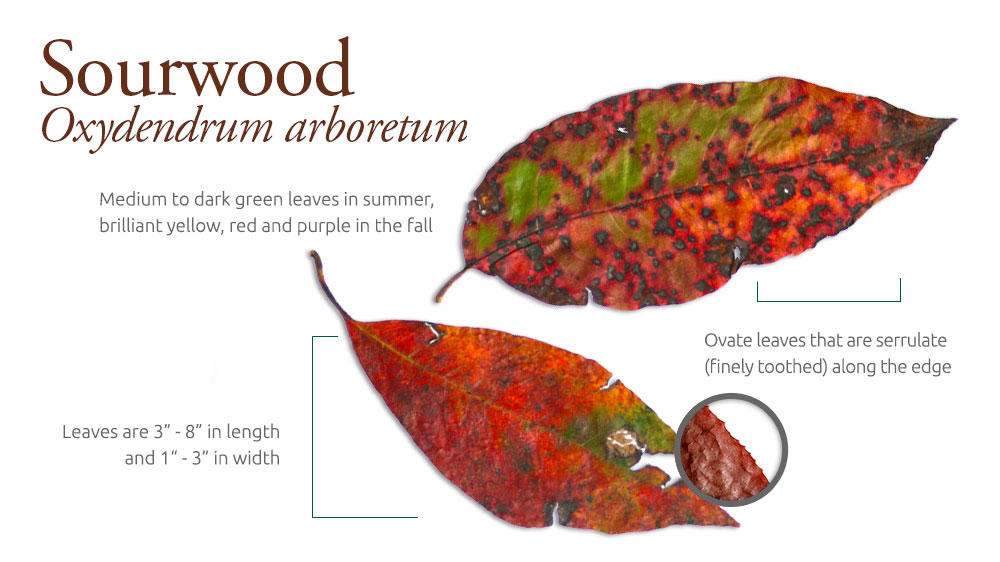 Sourwood
Oxydendrum arboretum
Medium to dark green leaves in summer,
brilliant yellow, red and purple in the fall
Ovate leaves that are serrulate
(finely toothed) along the edge
Leaves are 3” - 8” in length
and 1“ - 3” in width